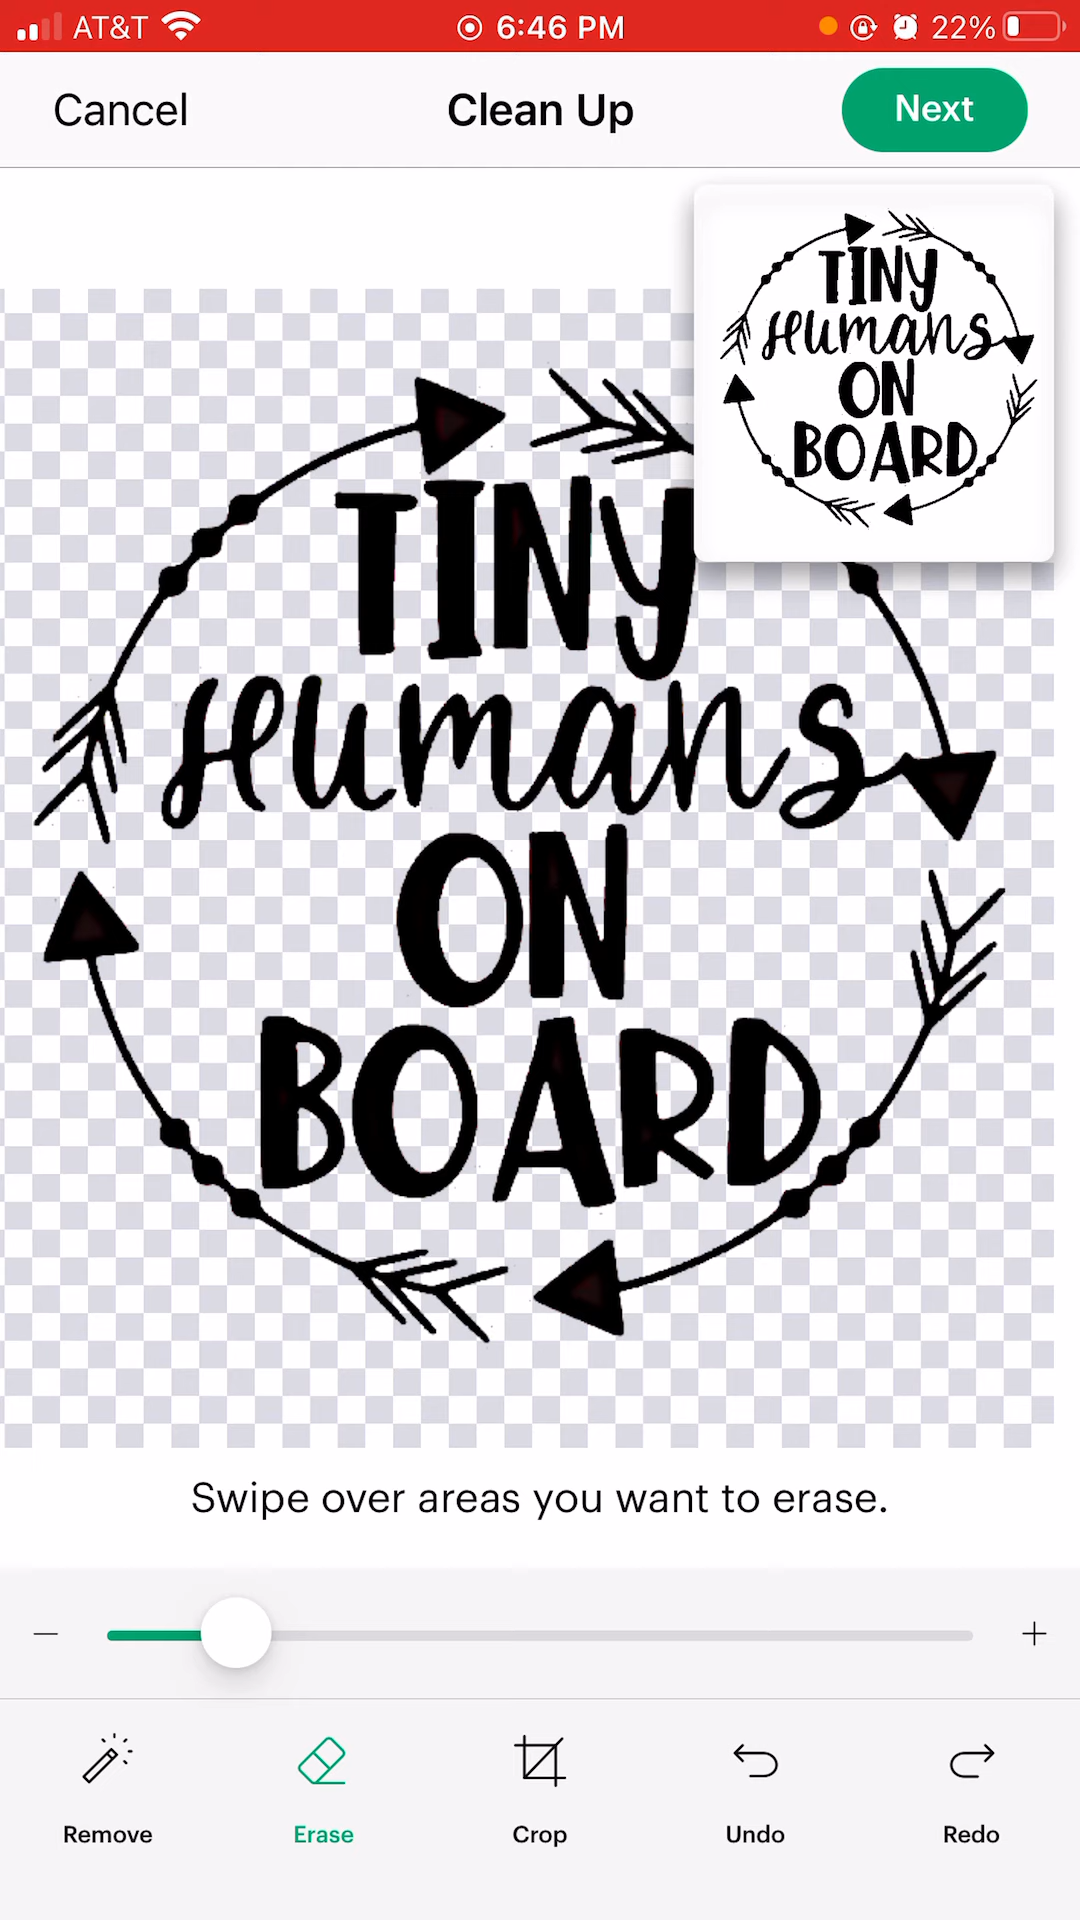 AT&T 6:46 PM 22%
Cancel Clean Up Next
TINY
Humans
ON
BOARD
TINY
Humans
ON
BOARD
Swipe over areas you want to erase.
Remove Erase Crop Undo Redo